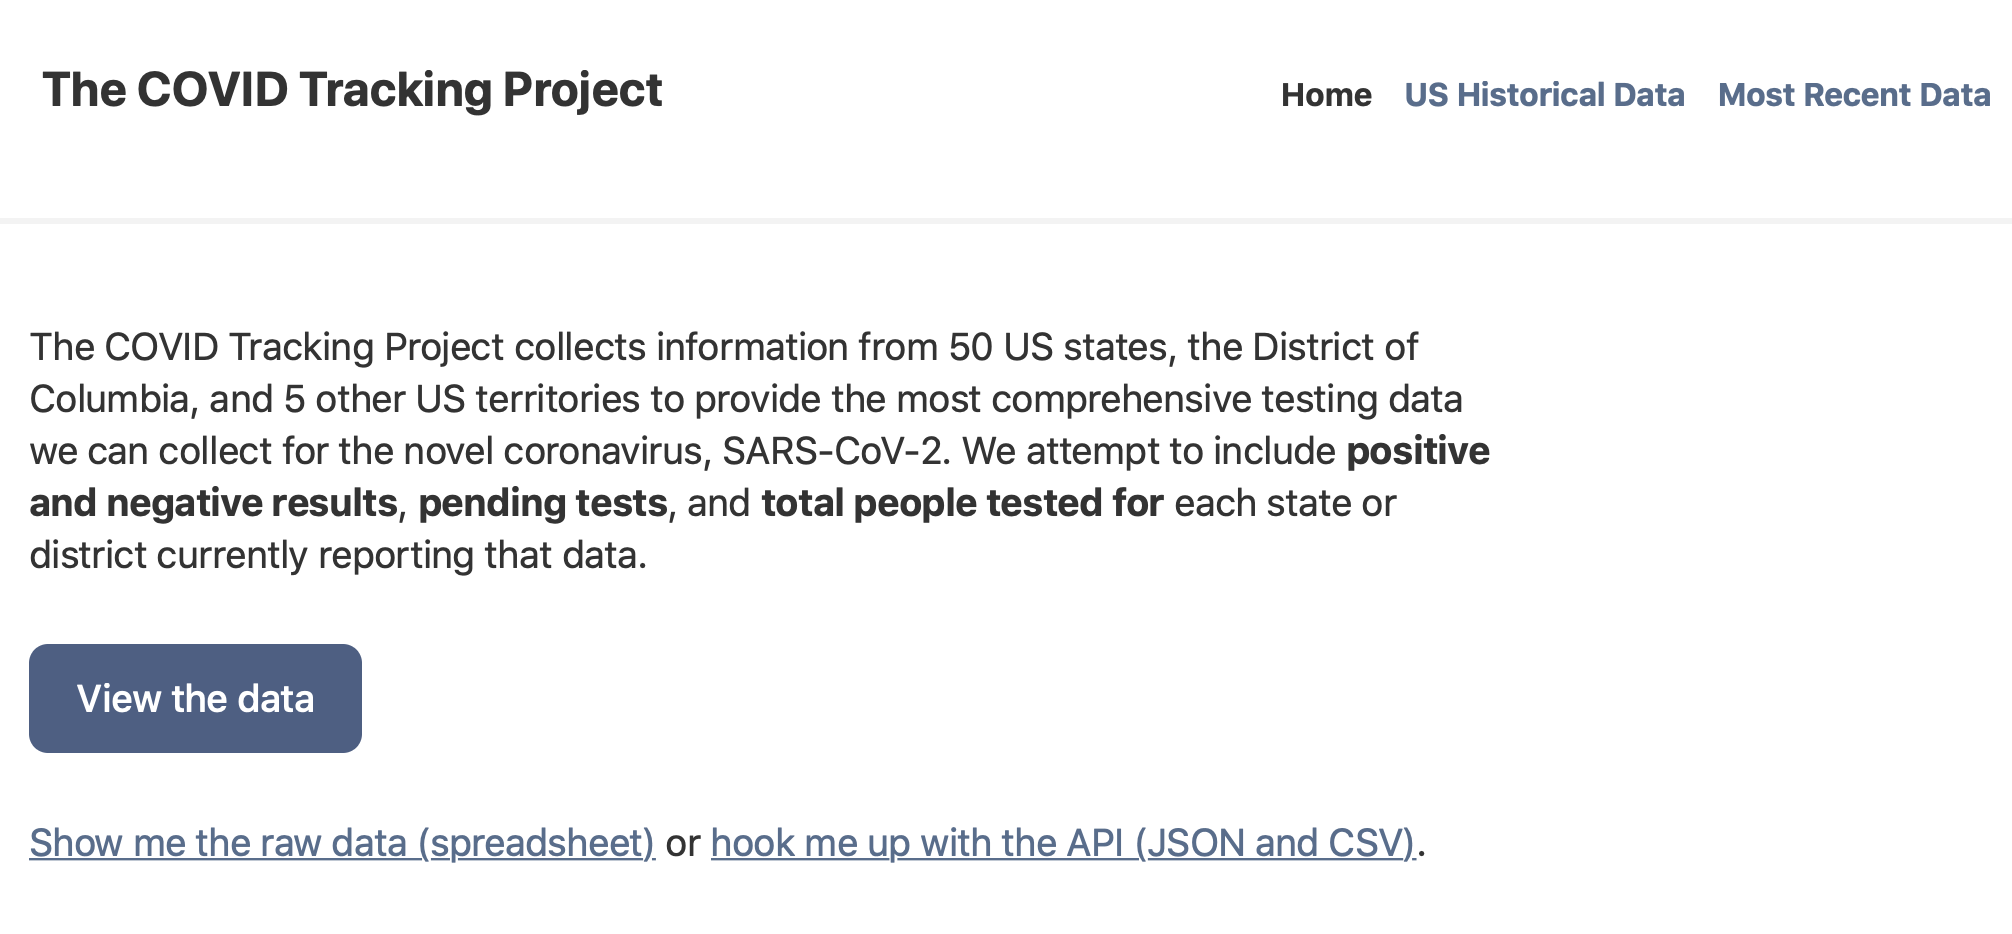 The COVID Tracking Project
Home US Historical Data Most Recent Data
The COVID Tracking Project collects information from 50 US states, the District of
Columbia, and 5 other US territories to provide the most comprehensive testing data
we can collect for the novel coronavirus, SARS-CoV-2. We attempt to include positive
and negative results, pending tests, and total people tested for each state or
district currently reporting that data.
View the data
Show me the raw data (spreadsheet) or hook me up with the API (JSON and CSV).